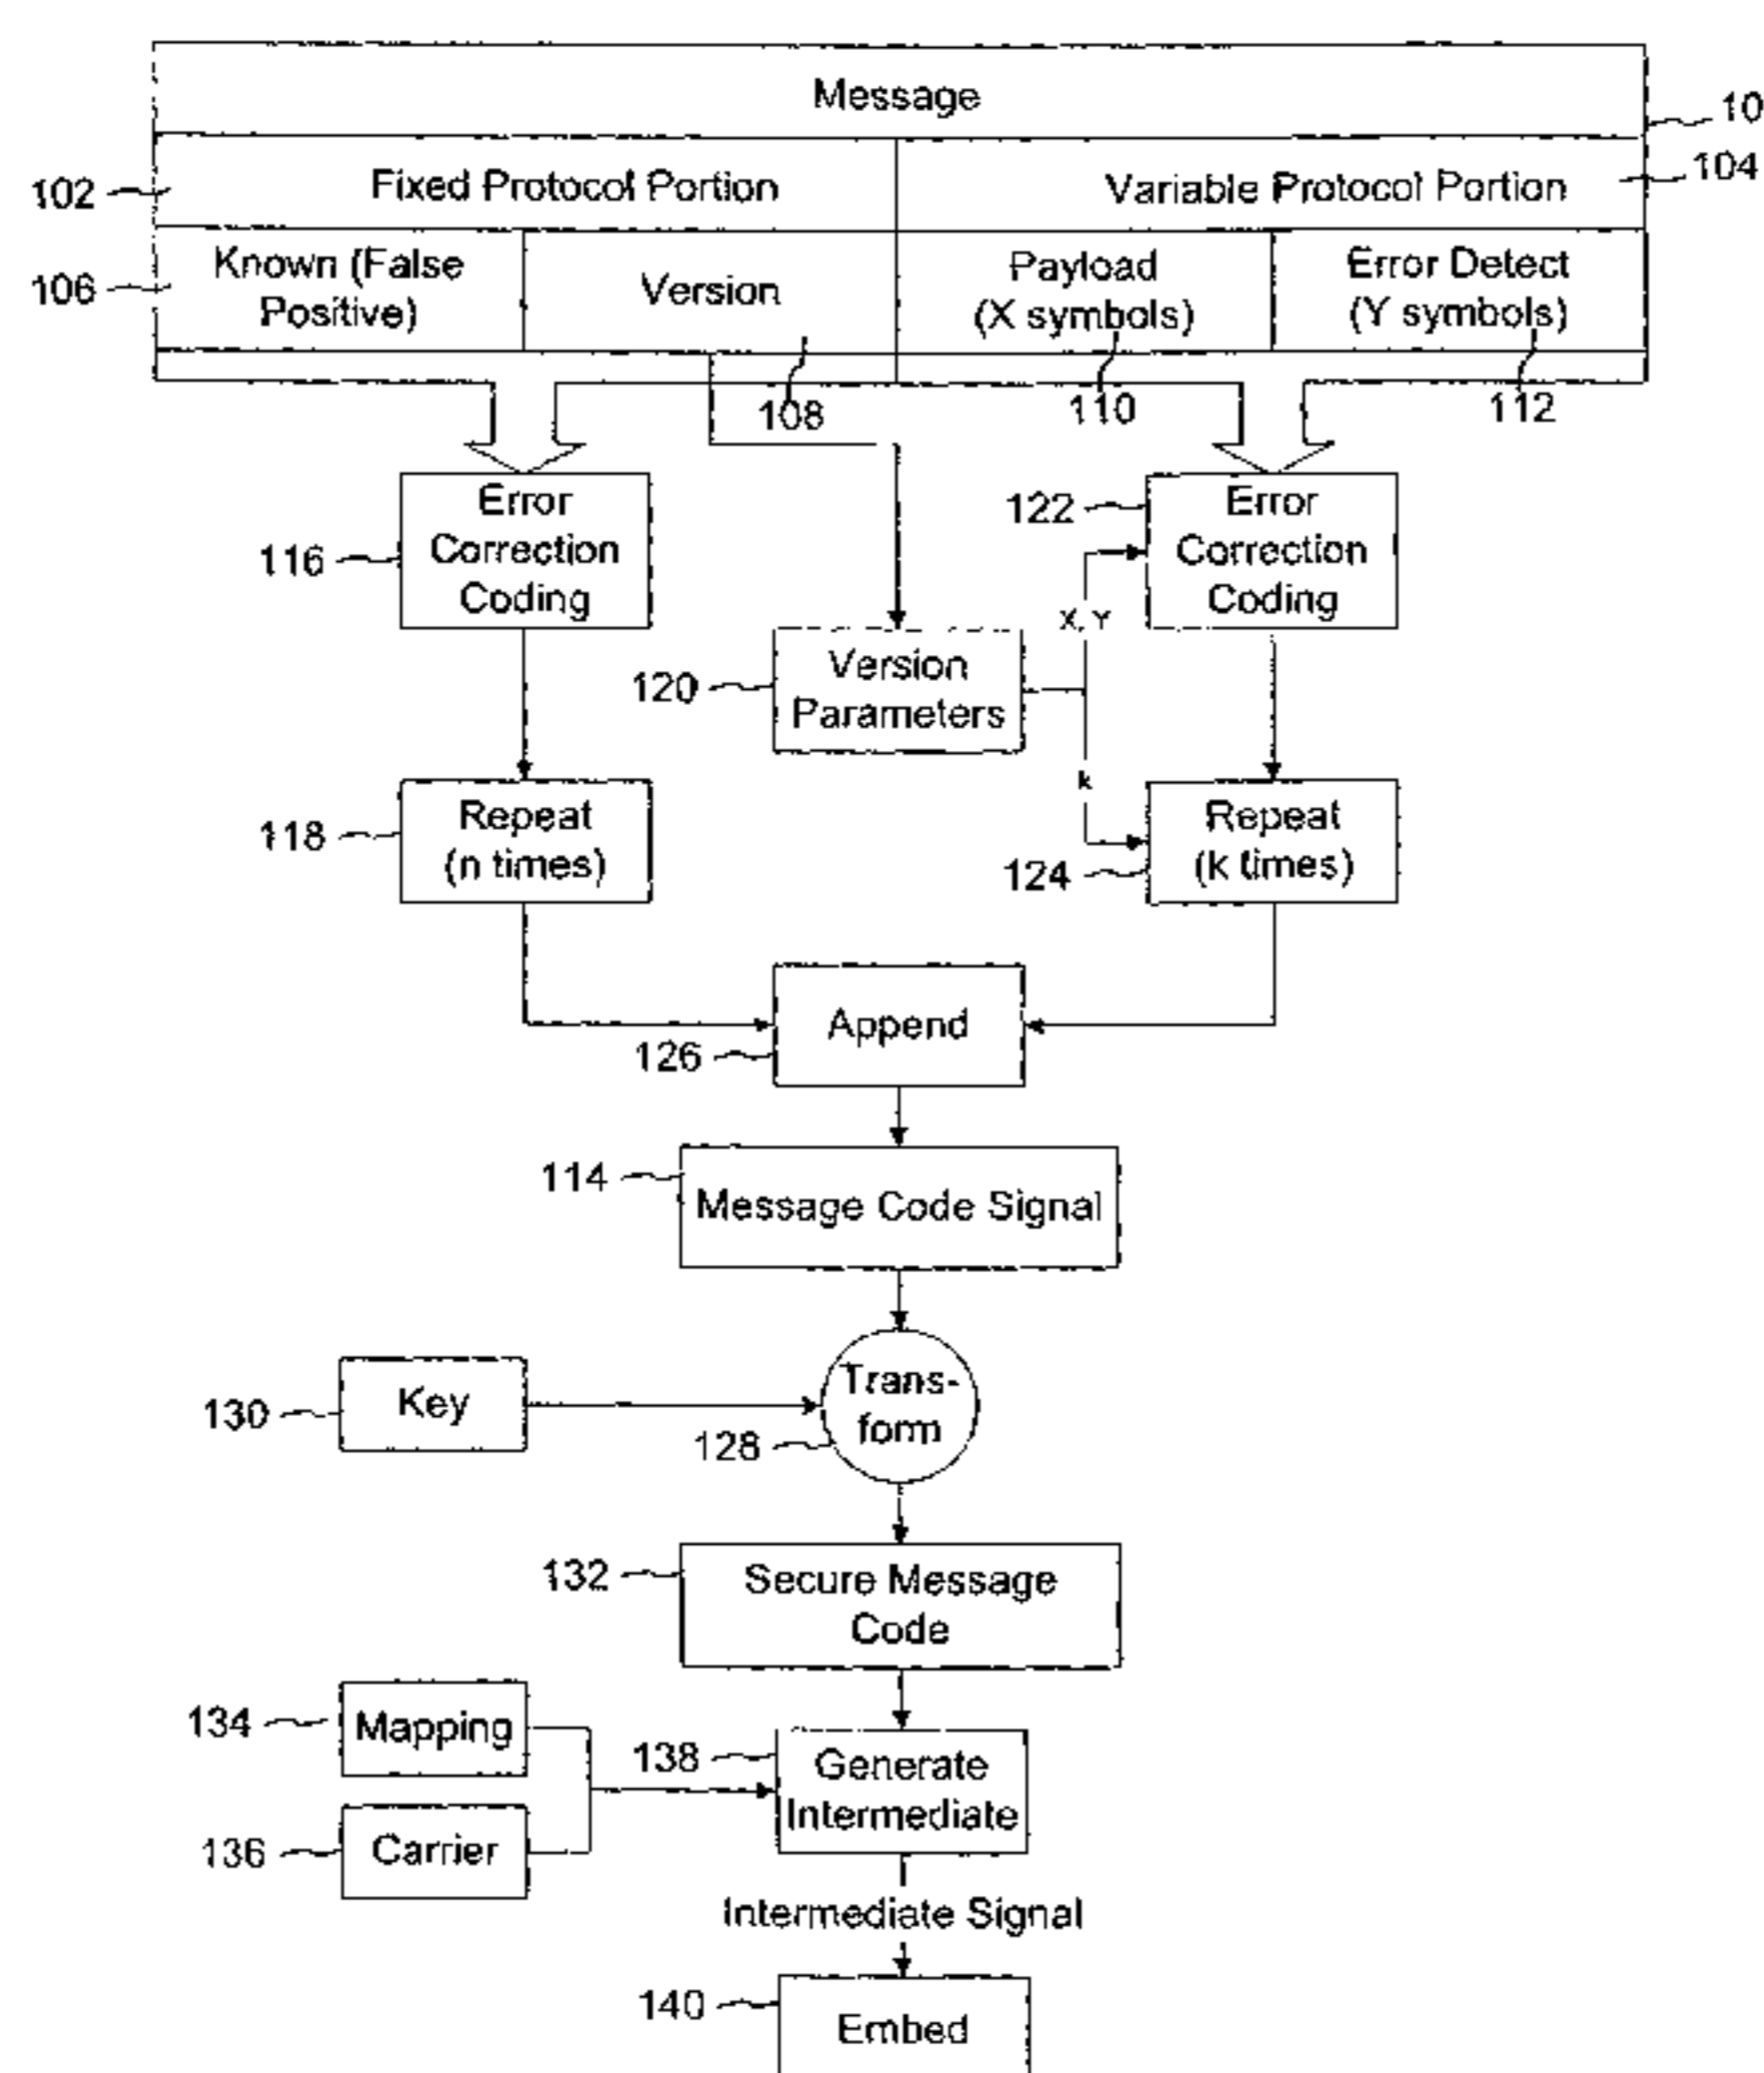 Message
10
102
Fixed Protocol Portion
Variable Protocol Portion
104
106
Known (False
Positive)
Version
Payload
(X symbols)
Error Detect
(Y symbols)
108
110
112
116
Error
Correction
Coding
122
Error
Correction
Coding
X, Y
120
Version
Parameters
k
118
Repeat
(n times)
124
Repeat
(k times)
126
Append
114
Message Code Signal
130
Key
128
Trans-
form
132
Secure Message
Code
134
Mapping
138
Generate
Intermediate
136
Carrier
Intermediate Signal
140
Embed